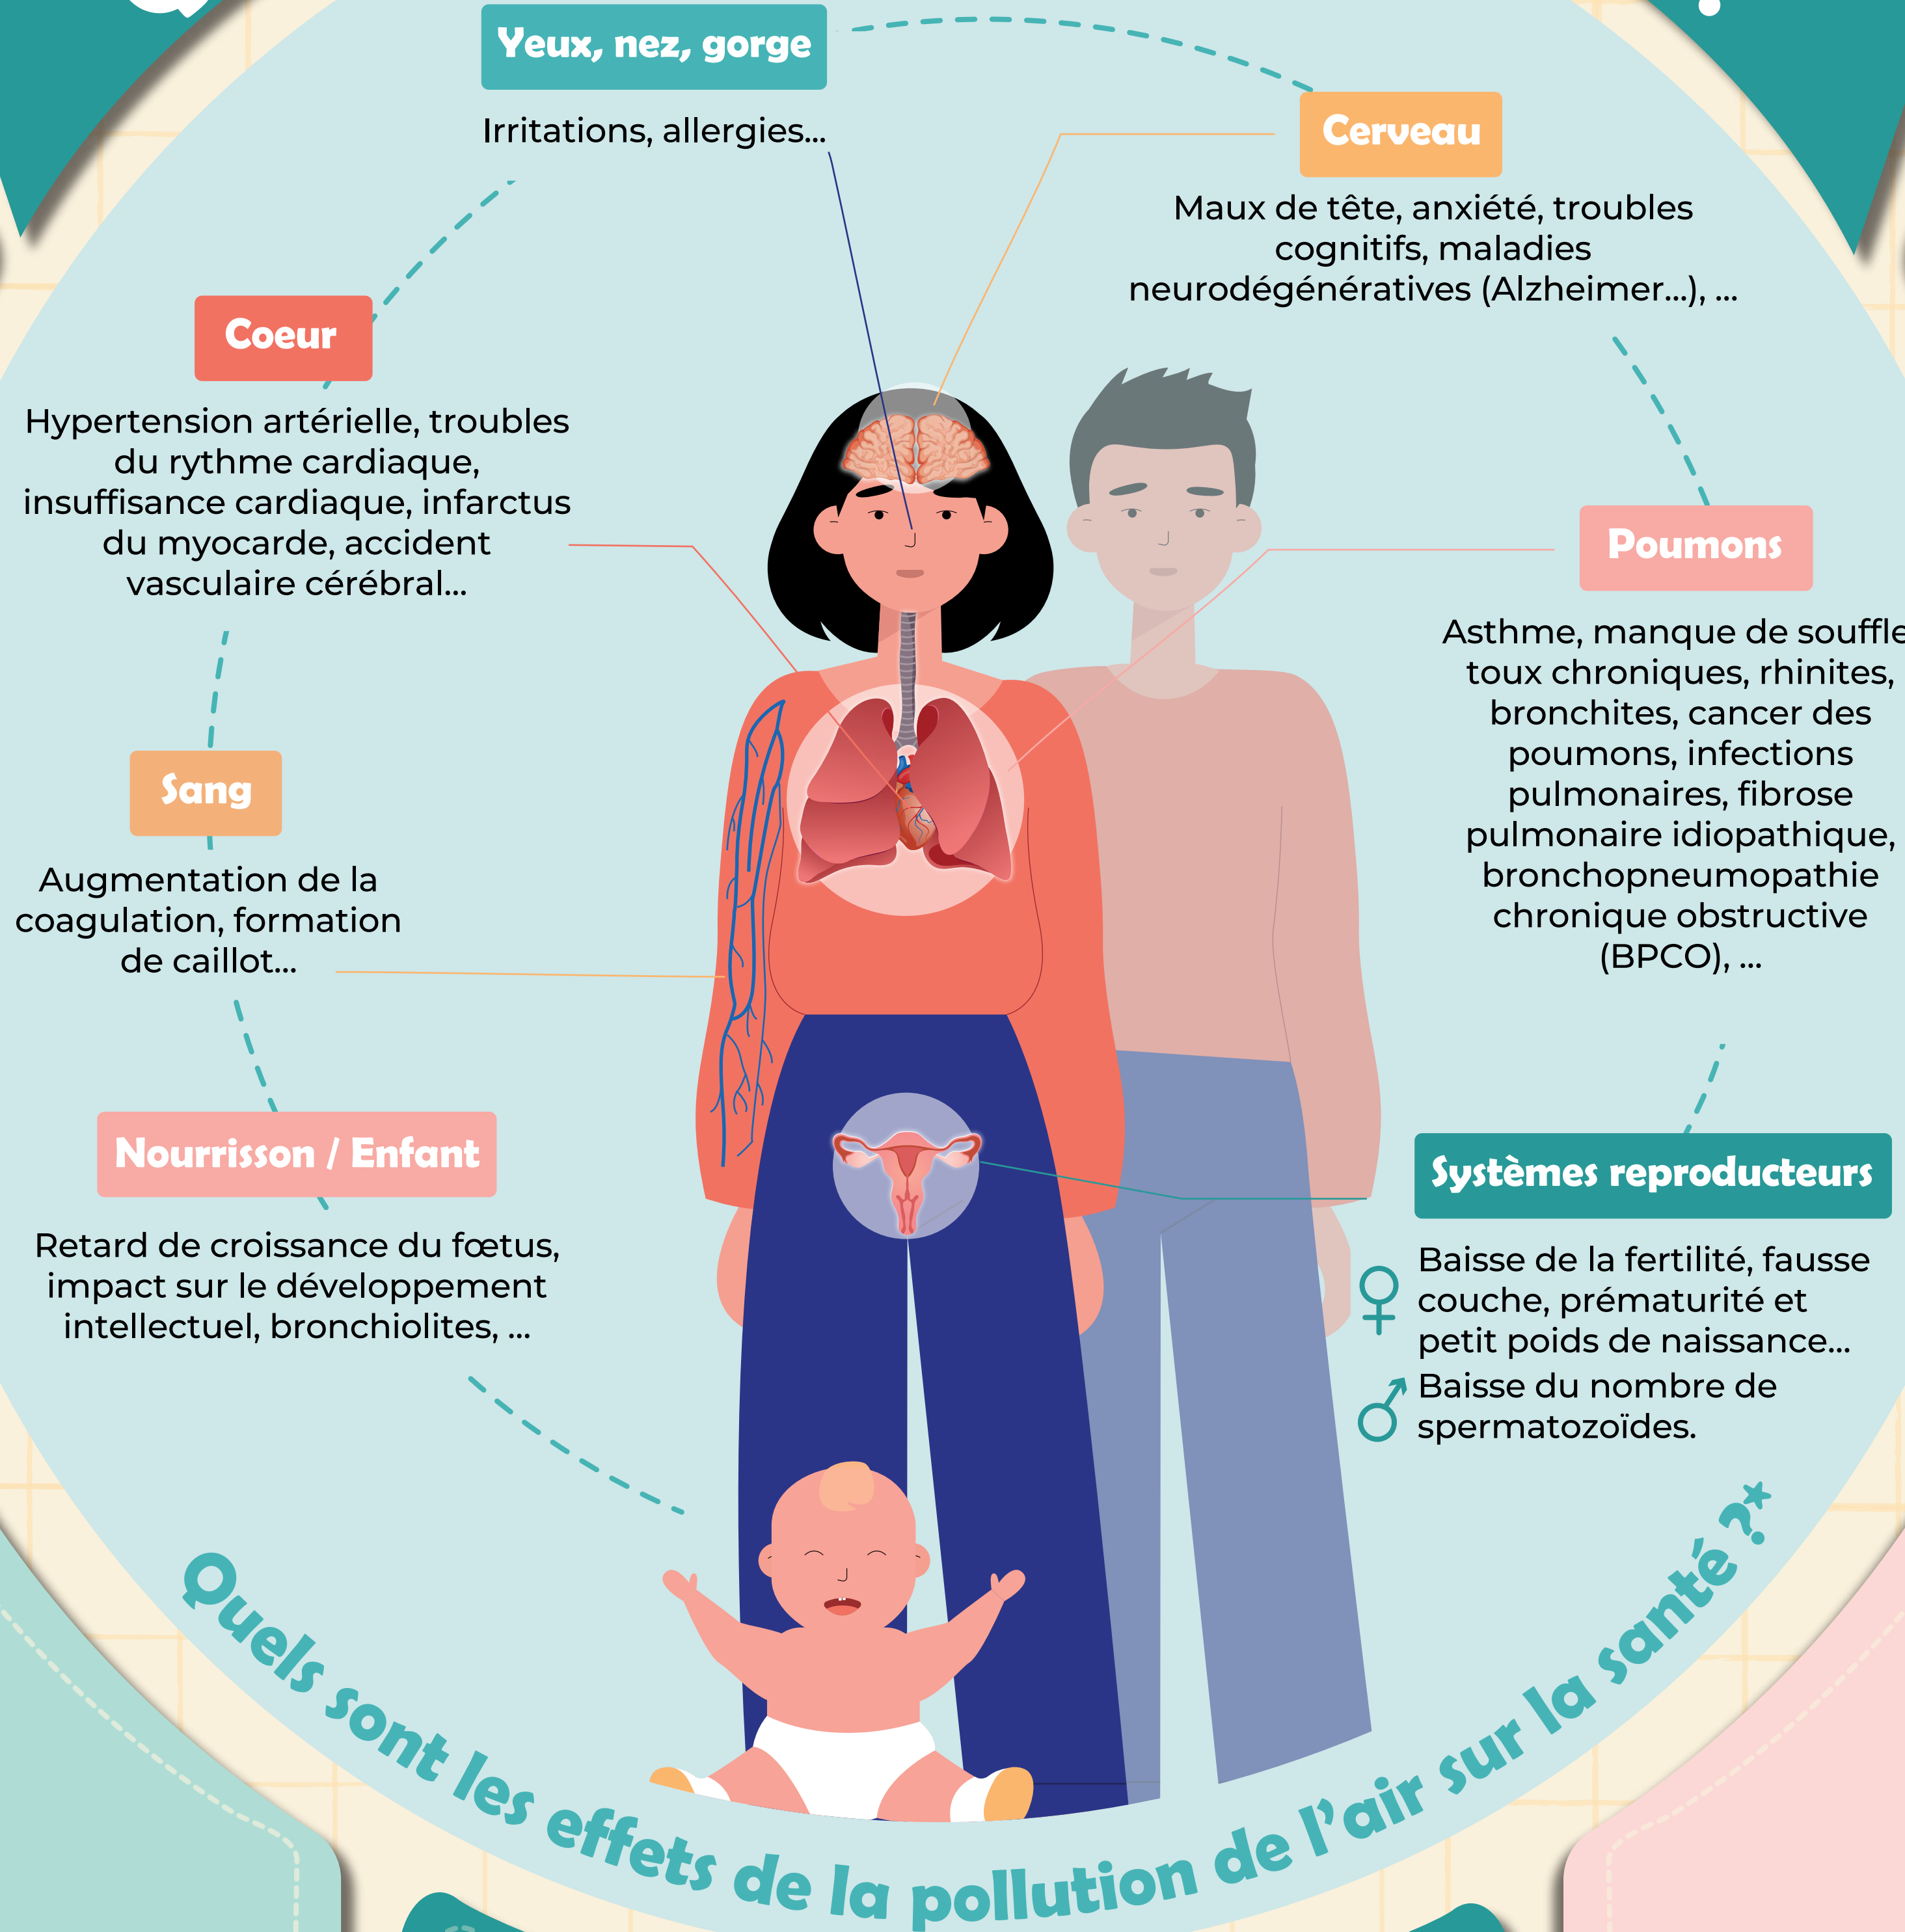 Yeux, nez, gorge
Irritations, allergies...
Cerveau
Maux de tête, anxiété, troubles
cognitifs, maladies
neurodégénératives (Alzheimer...), ...
Coeur
Hypertension artérielle, troubles
du rythme cardiaque,
insuffisance cardiaque, infarctus
du myocarde, accident
vasculaire cérébral...
Poumons
Asthme, manque de souffle
toux chroniques, rhinites,
bronchites, cancer des
poumons, infections
pulmonaires, fibrose
pulmonaire idiopathique,
bronchopneumopathie
chronique obstructive
(BPCO), ...
Sang
Augmentation de la
coagulation, formation
de caillot...
Nourrisson / Enfant
Retard de croissance du fœtus,
impact sur le développement
intellectuel, bronchiolites, ...
Systèmes reproducteurs
♀ Baisse de la fertilité, fausse
couche, prématurité et
petit poids de naissance...
♂ Baisse du nombre de
spermatozoïdes.
Quels sont les effets de la pollution de l'air sur la santé ?*